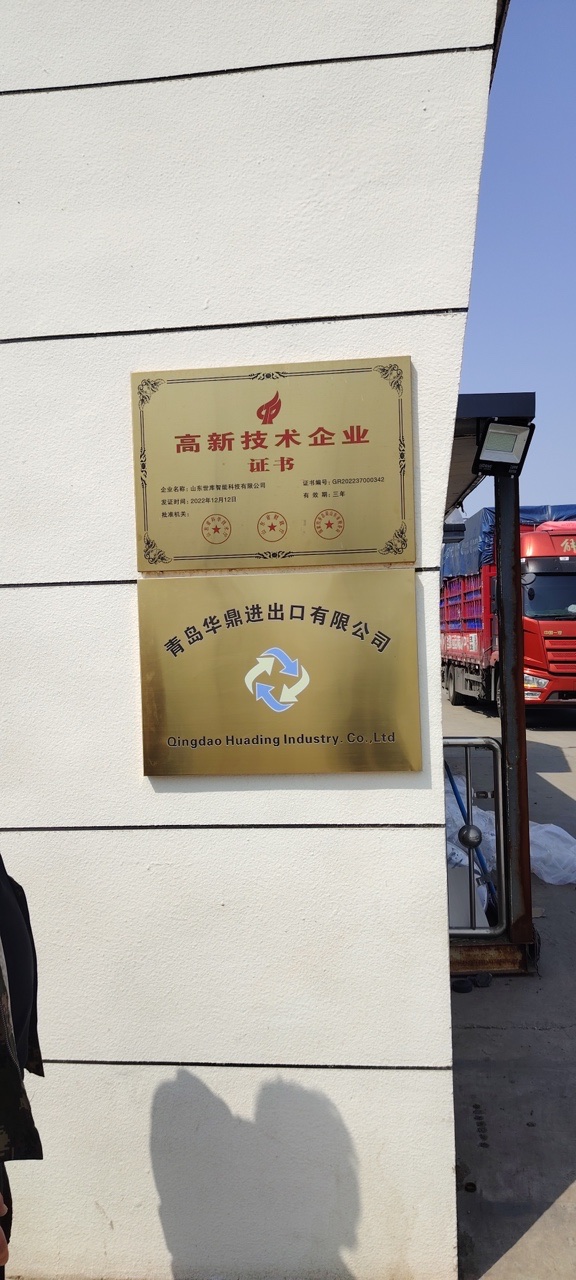 高新技术企业
证书
企业名称：山东世库智能科技有限公司
证书编号：GR202237000342
发证时间：2022年12月12日
有 效 期：三年
批准机关：
青岛华鼎进出口有限公司
Qingdao Huading Industry. Co.,Ltd